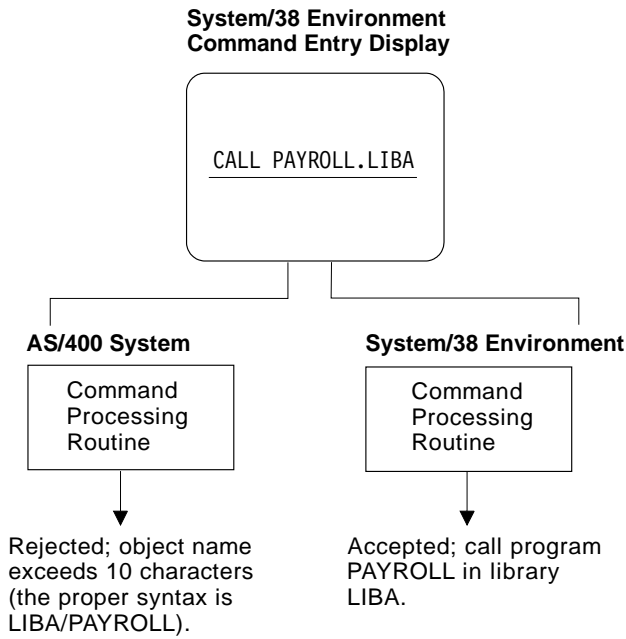 System/38 Environment
Command Entry Display
CALL PAYROLL.LIBA
AS/400 System
Command
Processing
Routine
Rejected; object name
exceeds 10 characters
(the proper syntax is
LIBA/PAYROLL).
System/38 Environment
Command
Processing
Routine
Accepted; call program
PAYROLL in library
LIBA.